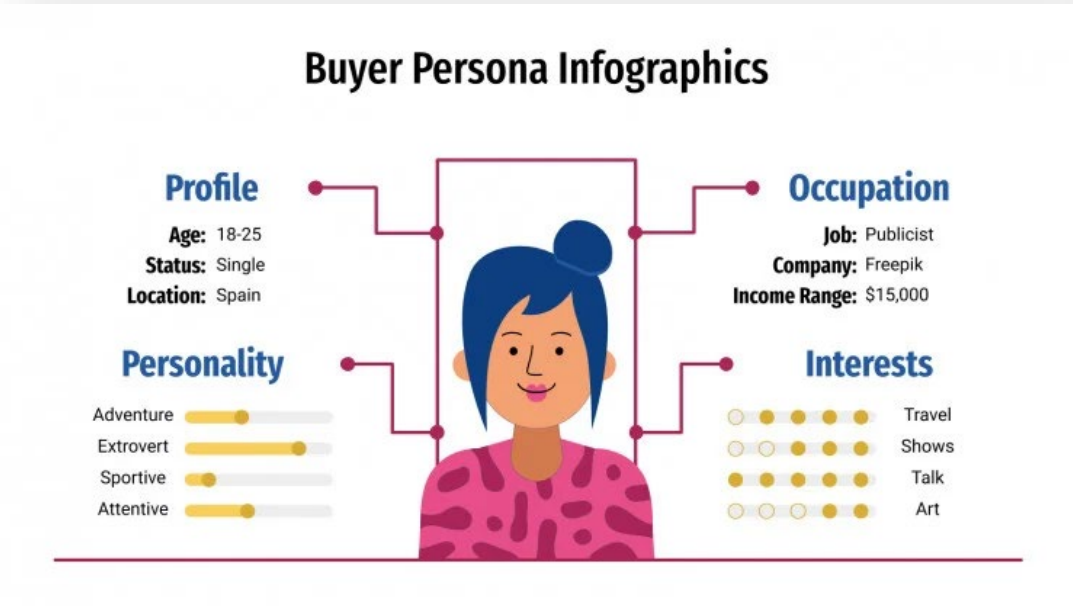 Buyer Persona Infographics
Profile
Age: 18-25
Status: Single
Location: Spain
Personality
Adventure
Extrovert
Sportive
Attentive
Occupation
Job: Publicist
Company: Freepik
Income Range: $15,000
Interests
Travel
Shows
Talk
Art